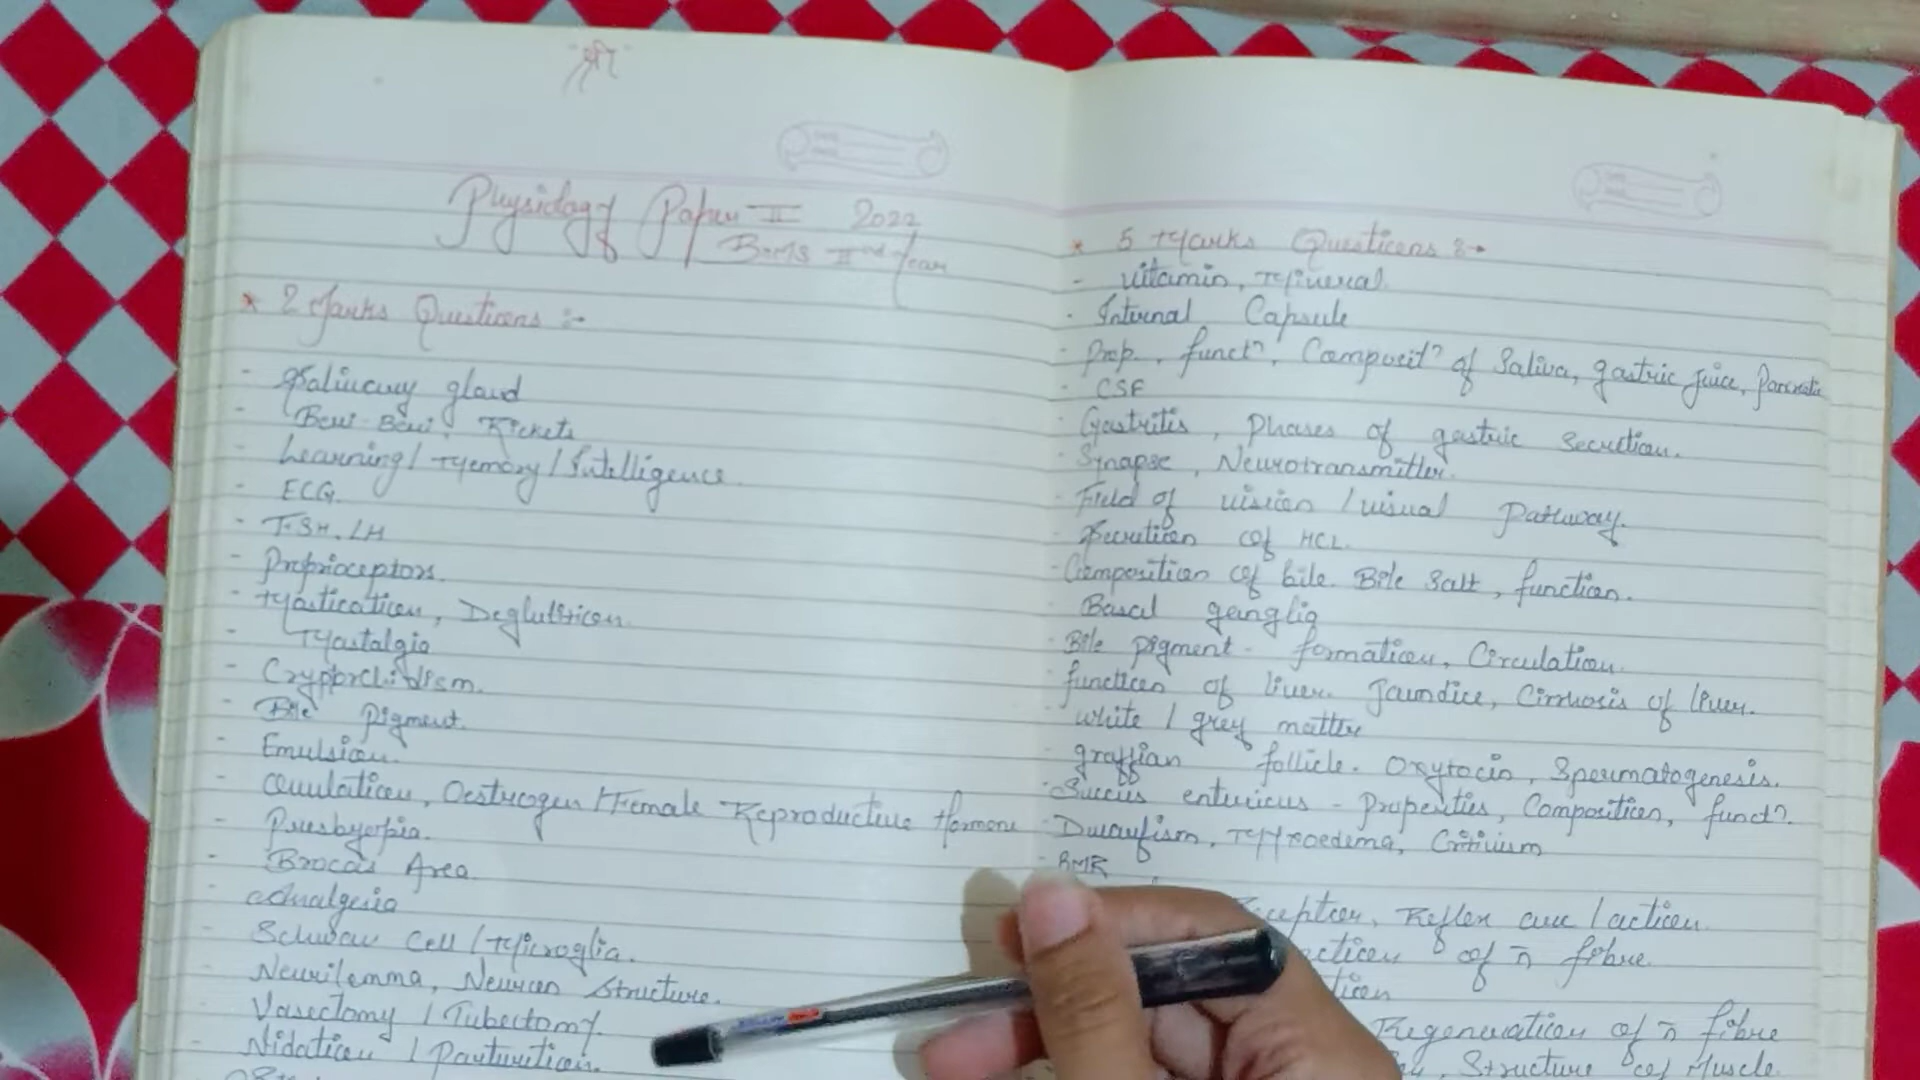 श्री
Physiology Paper-II 2022
B.H.M.S IInd Year
* 2 Marks Questions :-
- Salivary gland
- Beri-Beri, Rickets
- Learning / Memory / Intelligence
- ECG.
- FSH, LH
- Proprioceptors.
- Mastication, Deglutition
- Mastalgia
- Cryptorchidism.
- Bile Pigment.
- Emulsion.
- Ovulation, Oestrogen / Female Reproductive Hormone
- Presbyopia.
- Broca's Area
- Analgesia
- Schwan Cell / Microglia.
- Neurilemma, Neuron Structure.
- Vasectomy / Tubectomy.
- Nidation / Parturition.
* 5 Marks Questions :-
- Vitamin, Mineral.
- Internal Capsule
- Prop., funct?, Composit? of Saliva, gastric juice, Pancreatic
- CSF
- Gastritis, Phases of gastric Secretion.
- Synapse, Neurotransmitter.
- Field of vision / visual Pathway.
- Secretion of HCL.
- Composition of bile. Bile Salt, function.
- Basal ganglia
- Bile pigment - formation, Circulation.
- function of liver. Jaundice, Cirrhosis of liver.
- white / grey matter
- graffian follicle. Oxytocin, Spermatogenesis.
- Succus entericus - Properties, Composition, funct?.
- Dwarfism, Myxoedema, Critinism
- BMR
Reflex arc / action.
of n̄ fibre
Regeneration of n̄ fibre
Structure of Muscle.